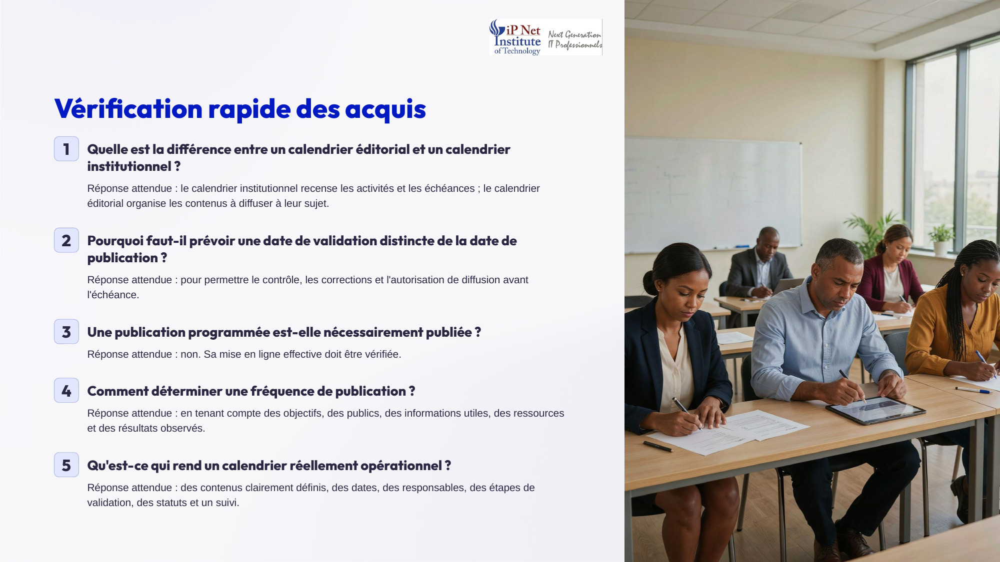 iP Net
Institute
of Technology
Next Generation
IT Professionnels
Vérification rapide des acquis
1
Quelle est la différence entre un calendrier éditorial et un calendrier
institutionnel ?
Réponse attendue : le calendrier institutionnel recense les activités et les échéances ; le calendrier
éditorial organise les contenus à diffuser à leur sujet.
2
Pourquoi faut-il prévoir une date de validation distincte de la date de
publication ?
Réponse attendue : pour permettre le contrôle, les corrections et l'autorisation de diffusion avant
l'échéance.
3
Une publication programmée est-elle nécessairement publiée ?
Réponse attendue : non. Sa mise en ligne effective doit être vérifiée.
4
Comment déterminer une fréquence de publication ?
Réponse attendue : en tenant compte des objectifs, des publics, des informations utiles, des ressources
et des résultats observés.
5
Qu'est-ce qui rend un calendrier réellement opérationnel ?
Réponse attendue : des contenus clairement définis, des dates, des responsables, des étapes de
validation, des statuts et un suivi.